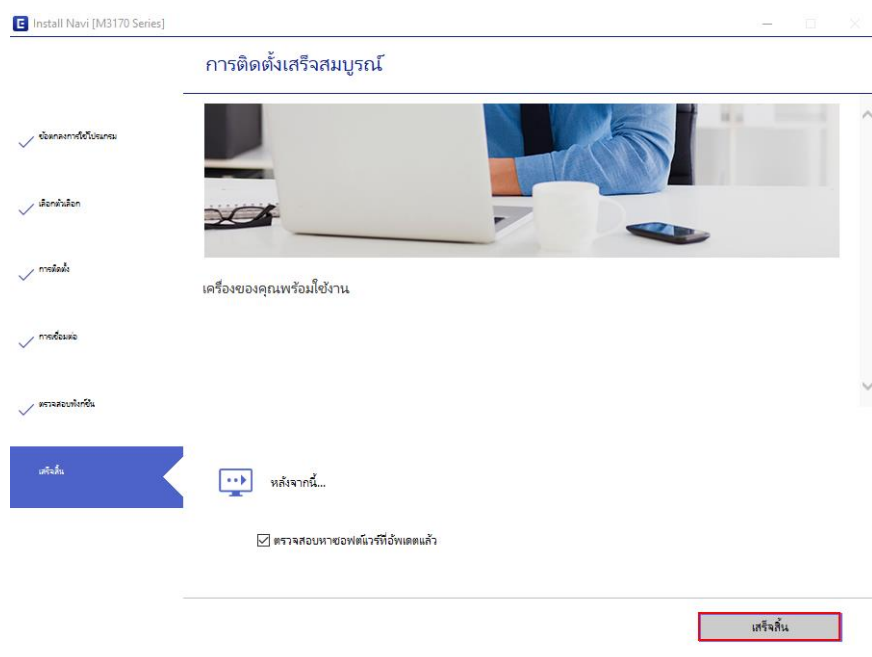 E Install Navi [M3170 Series]
การติดตั้งเสร็จสมบูรณ์
ข้อตกลงการใช้โปรแกรม
เลือกตัวเลือก
การติดตั้ง
การเชื่อมต่อ
ตรวจสอบฟังก์ชัน
เสร็จสิ้น
เครื่องของคุณพร้อมใช้งาน
หลังจากนี้...
ตรวจสอบหาซอฟต์แวร์ที่อัพเดตแล้ว
เสร็จสิ้น